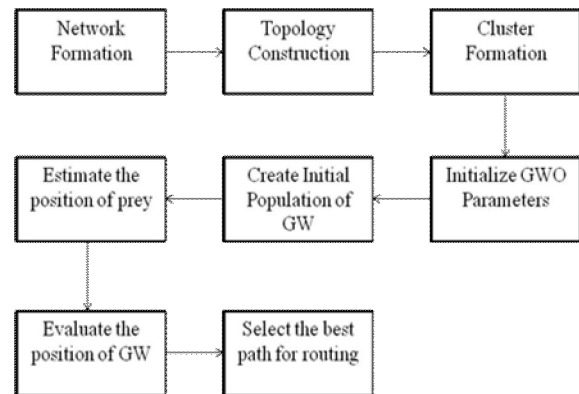 Network
Formation
Topology
Construction
Cluster
Formation
Estimate the
position of prey
Create Initial
Population of
GW
Initialize GWO
Parameters
Evaluate the
position of GW
Select the best
path for routing